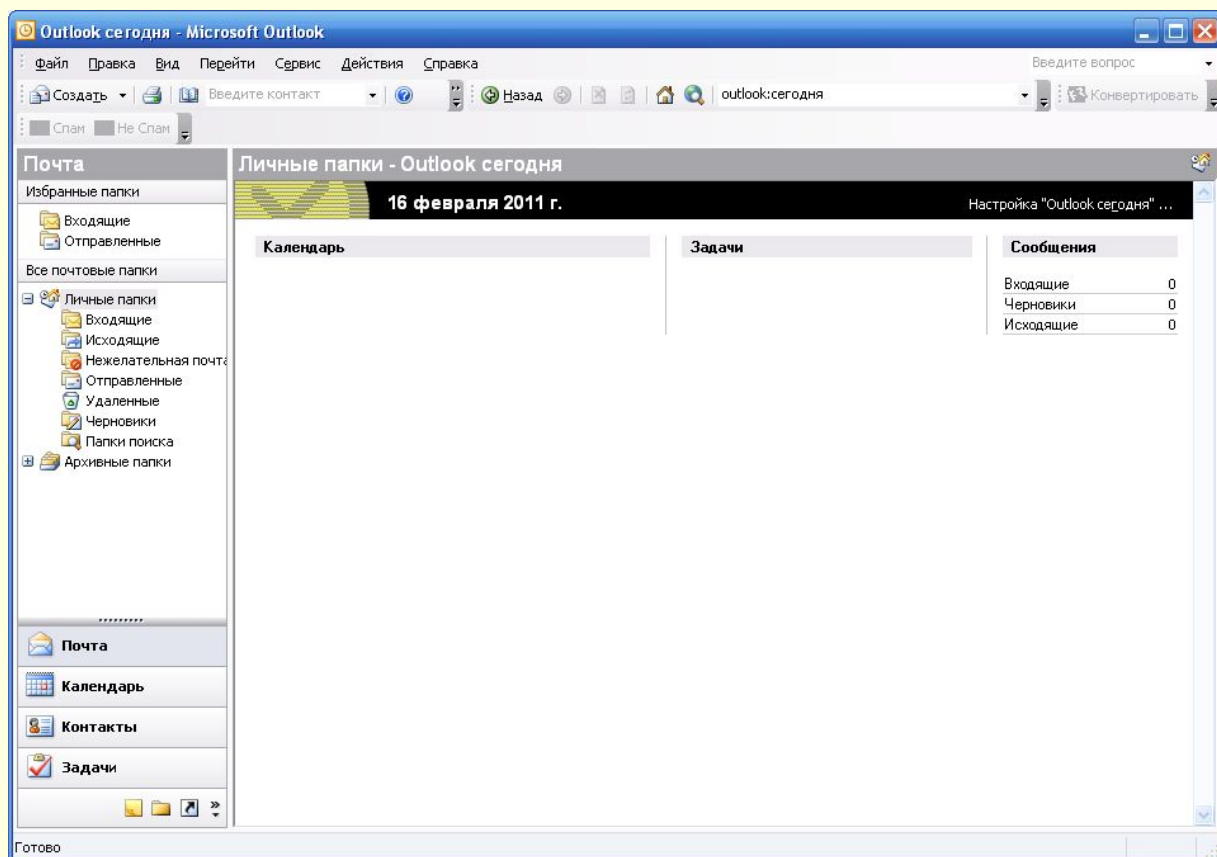 Outlook сегодня - Microsoft Outlook
Файл Правка Вид Перейти Сервис Действия Справка Введите вопрос
Создать Введите контакт Назад outlook:сегодня Конвертировать
Спам Не Спам
Почта
Избранные папки
Входящие
Отправленные
Все почтовые папки
Личные папки
Входящие
Исходящие
Нежелательная почта
Отправленные
Удаленные
Черновики
Папки поиска
Архивные папки
Почта
Календарь
Контакты
Задачи
Личные папки - Outlook сегодня
16 февраля 2011 г. Настройка "Outlook сегодня" ...
Календарь Задачи Сообщения
Входящие 0
Черновики 0
Исходящие 0
Готово